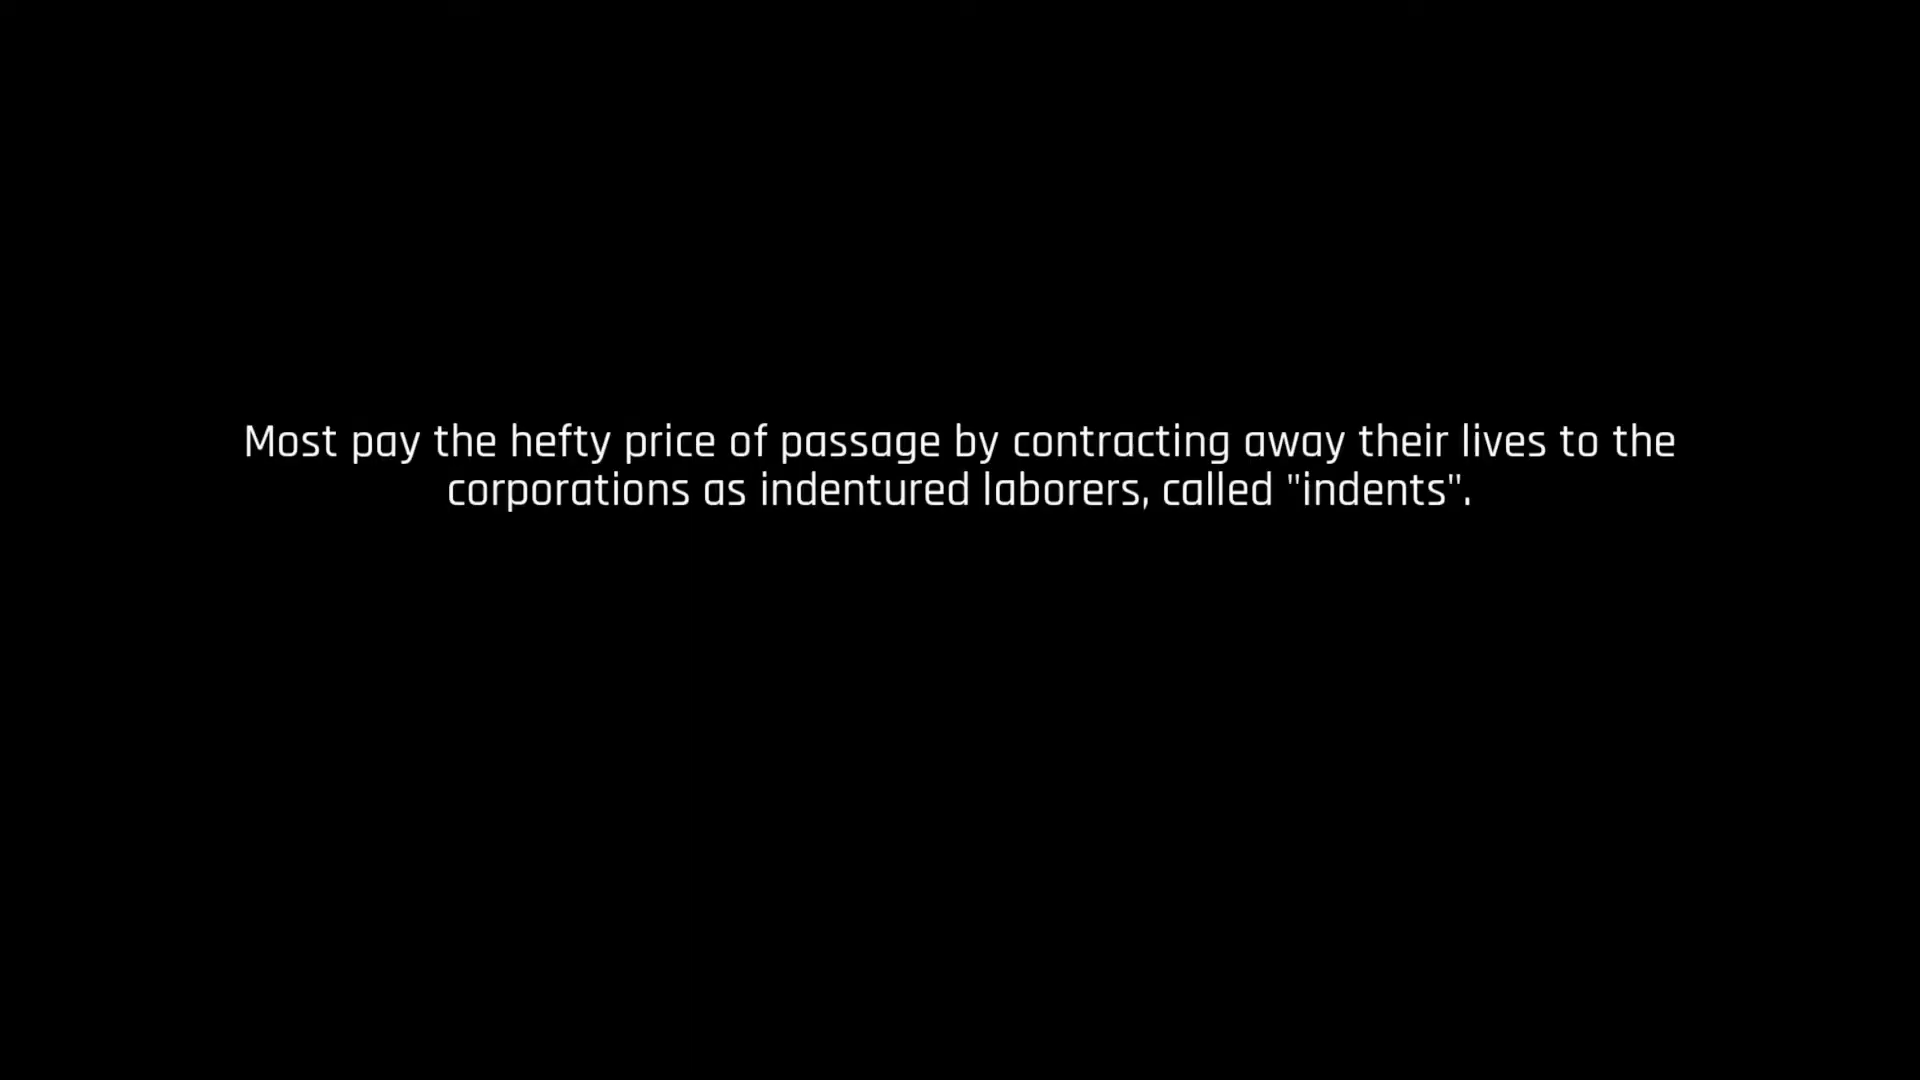 Most pay the hefty price of passage by contracting away their lives to the
corporations as indentured laborers, called "indents".